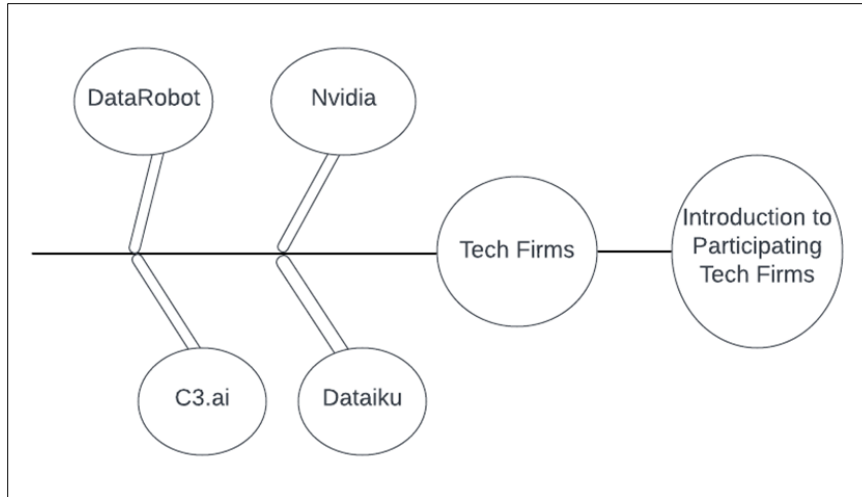 DataRobot
Nvidia
Tech Firms
Introduction to
Participating
Tech Firms
C3.ai
Dataiku